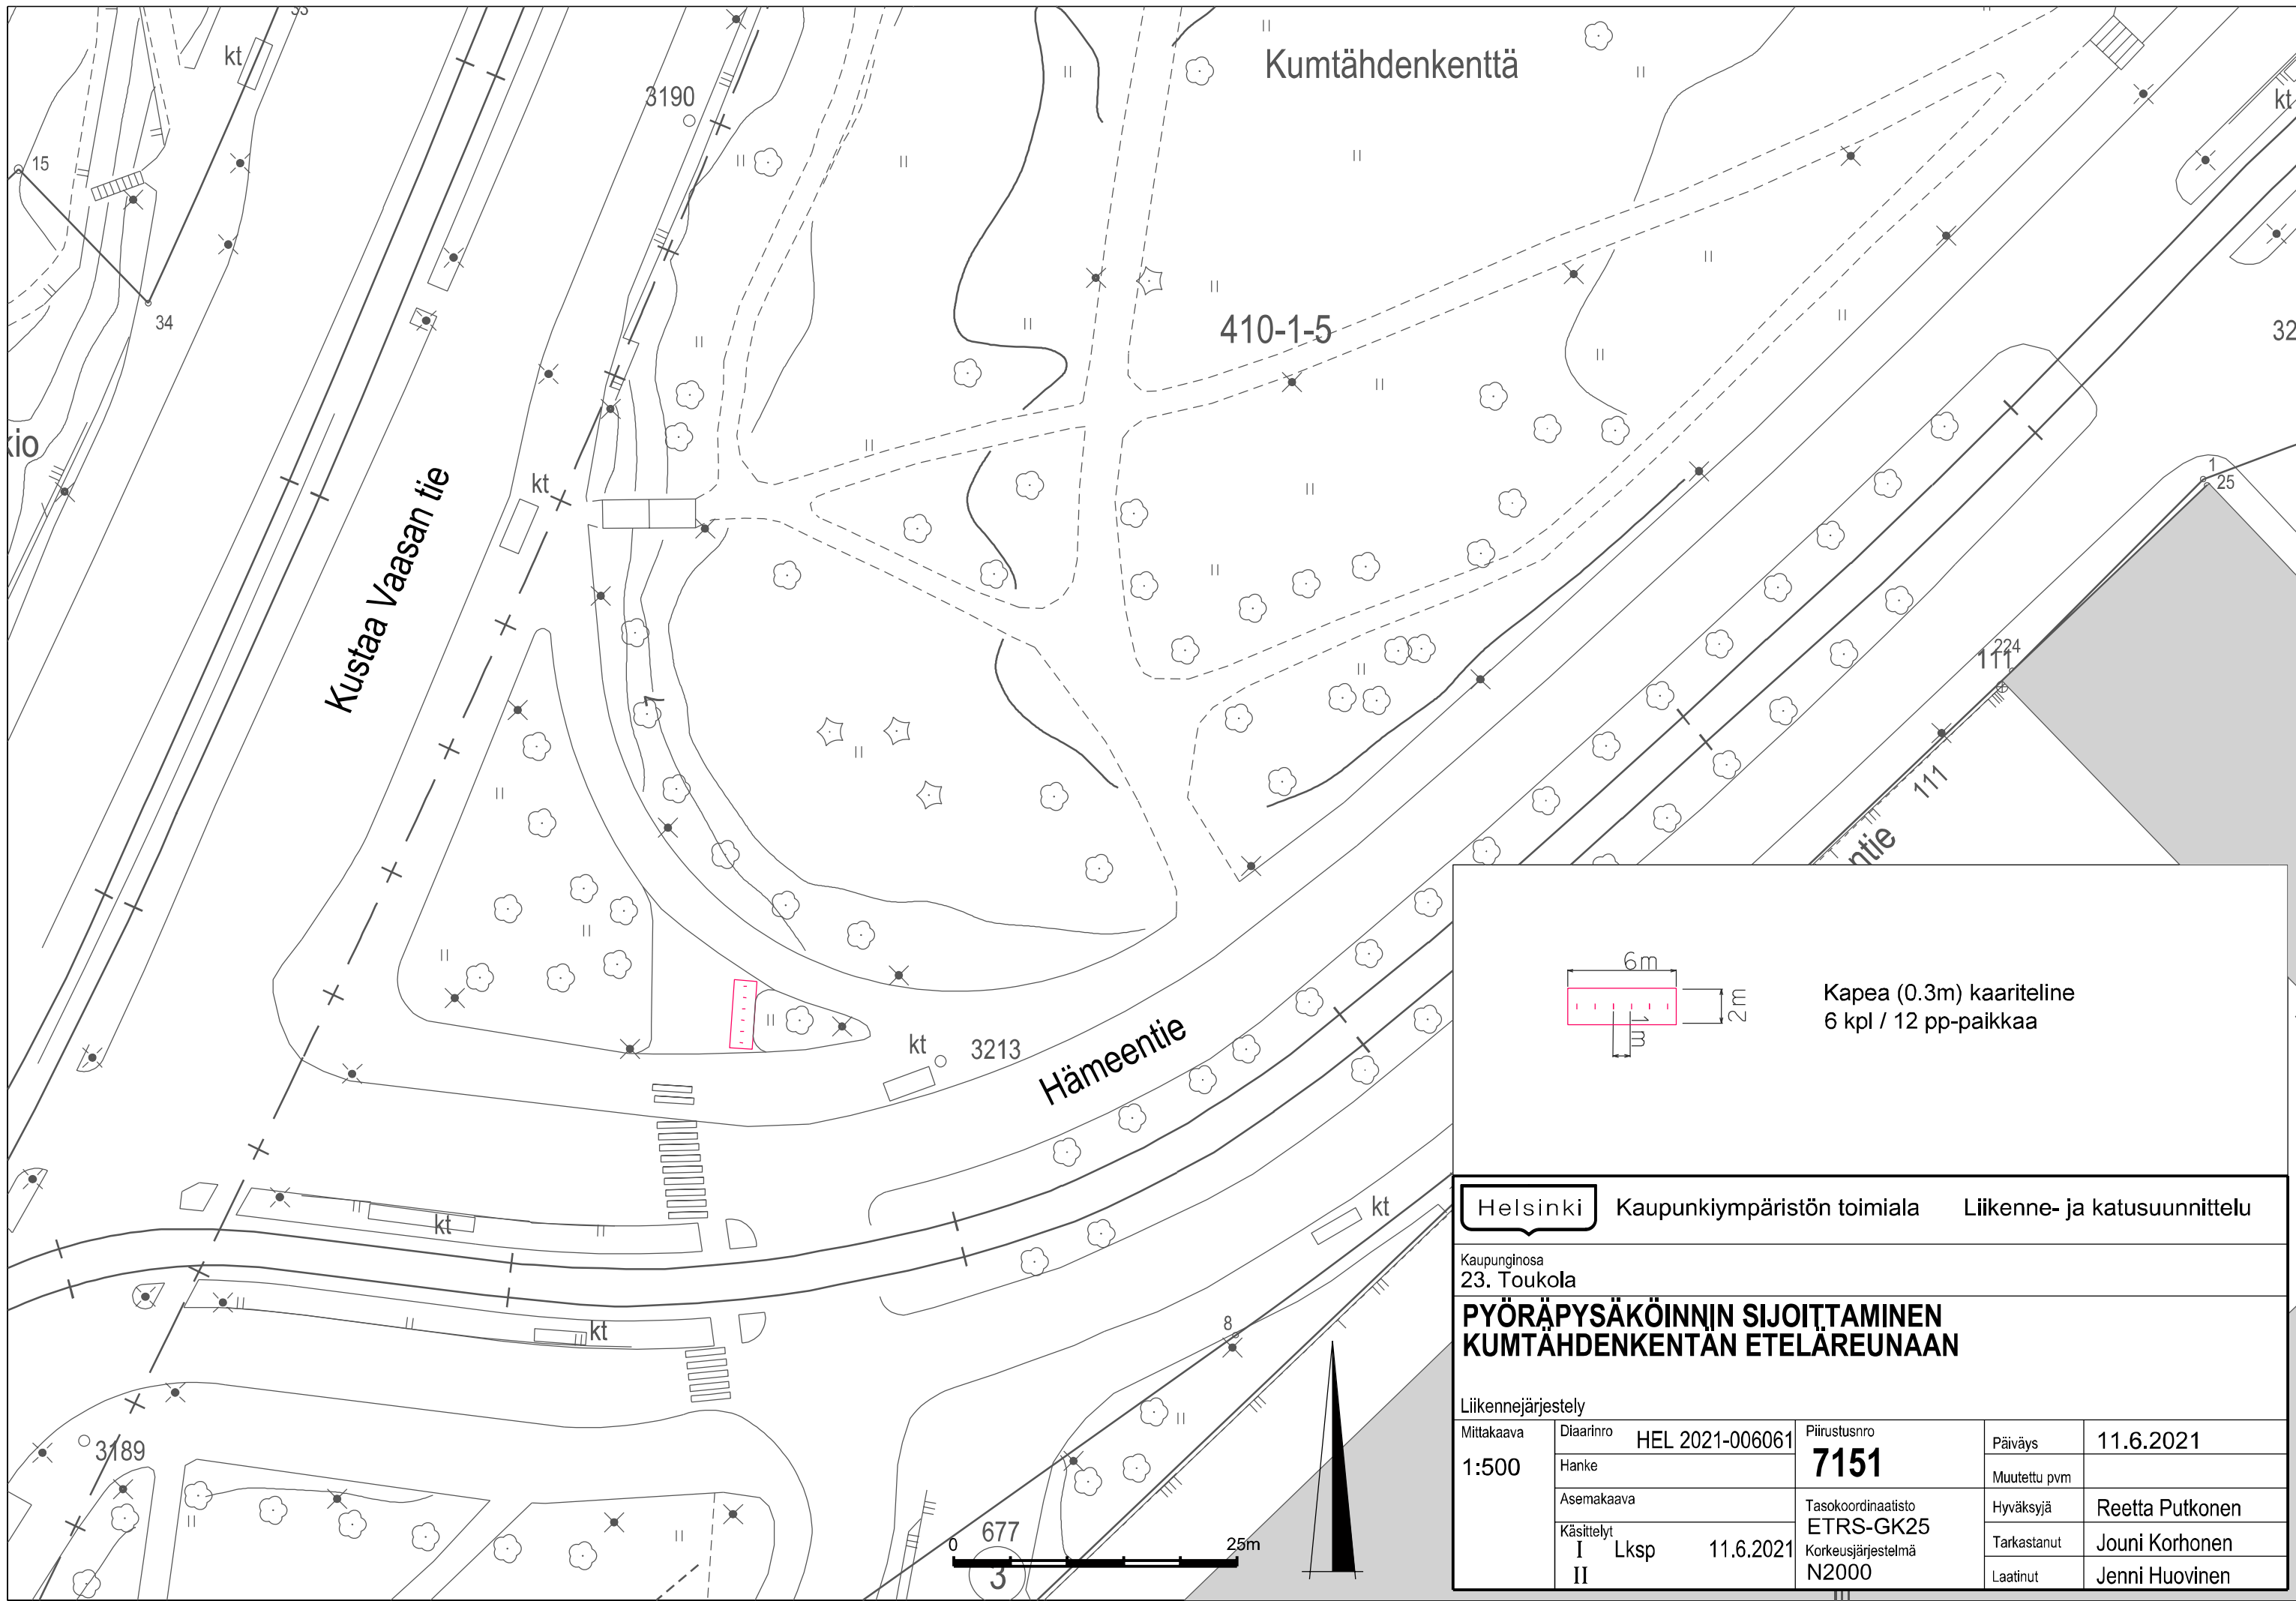 Kumtähdenkenttä
kt
3190
kt
15
34
410-1-5
32
kio
kt
Kustaa Vaasan tie
1
25
224
111
111
ntie
6m
2m
1m
Kapea (0.3m) kaariteline
6 kpl / 12 pp-paikkaa
kt
3213
Hämeentie
kt
kt
kt
8
3189
677
3
0
25m
Helsinki
Kaupunkiympäristön toimiala
Liikenne- ja katusuunnittelu
Kaupunginosa
23. Toukola
PYÖRÄPYSÄKÖINNIN SIJOITTAMINEN
KUMTÄHDENKENTÄN ETELÄREUNAAN
Liikennejärjestely
Mittakaava
1:500
Diaarinro
HEL 2021-006061
Hanke
Asemakaava
Käsittelyt
I Lksp 11.6.2021
II
Piirustusnro
7151
Tasokoordinaatisto
ETRS-GK25
Korkeusjärjestelmä
N2000
Päiväys
11.6.2021
Muutettu pvm
Hyväksyjä
Reetta Putkonen
Tarkastanut
Jouni Korhonen
Laatinut
Jenni Huovinen